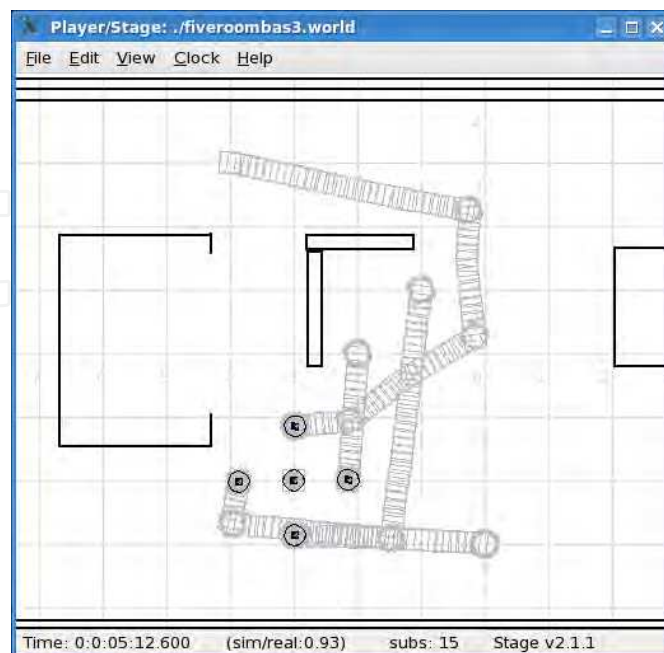 Player/Stage: ./fiveroombas3.world
File Edit View Clock Help
Time: 0:0:05:12.600 (sim/real:0.93) subs: 15 Stage v2.1.1